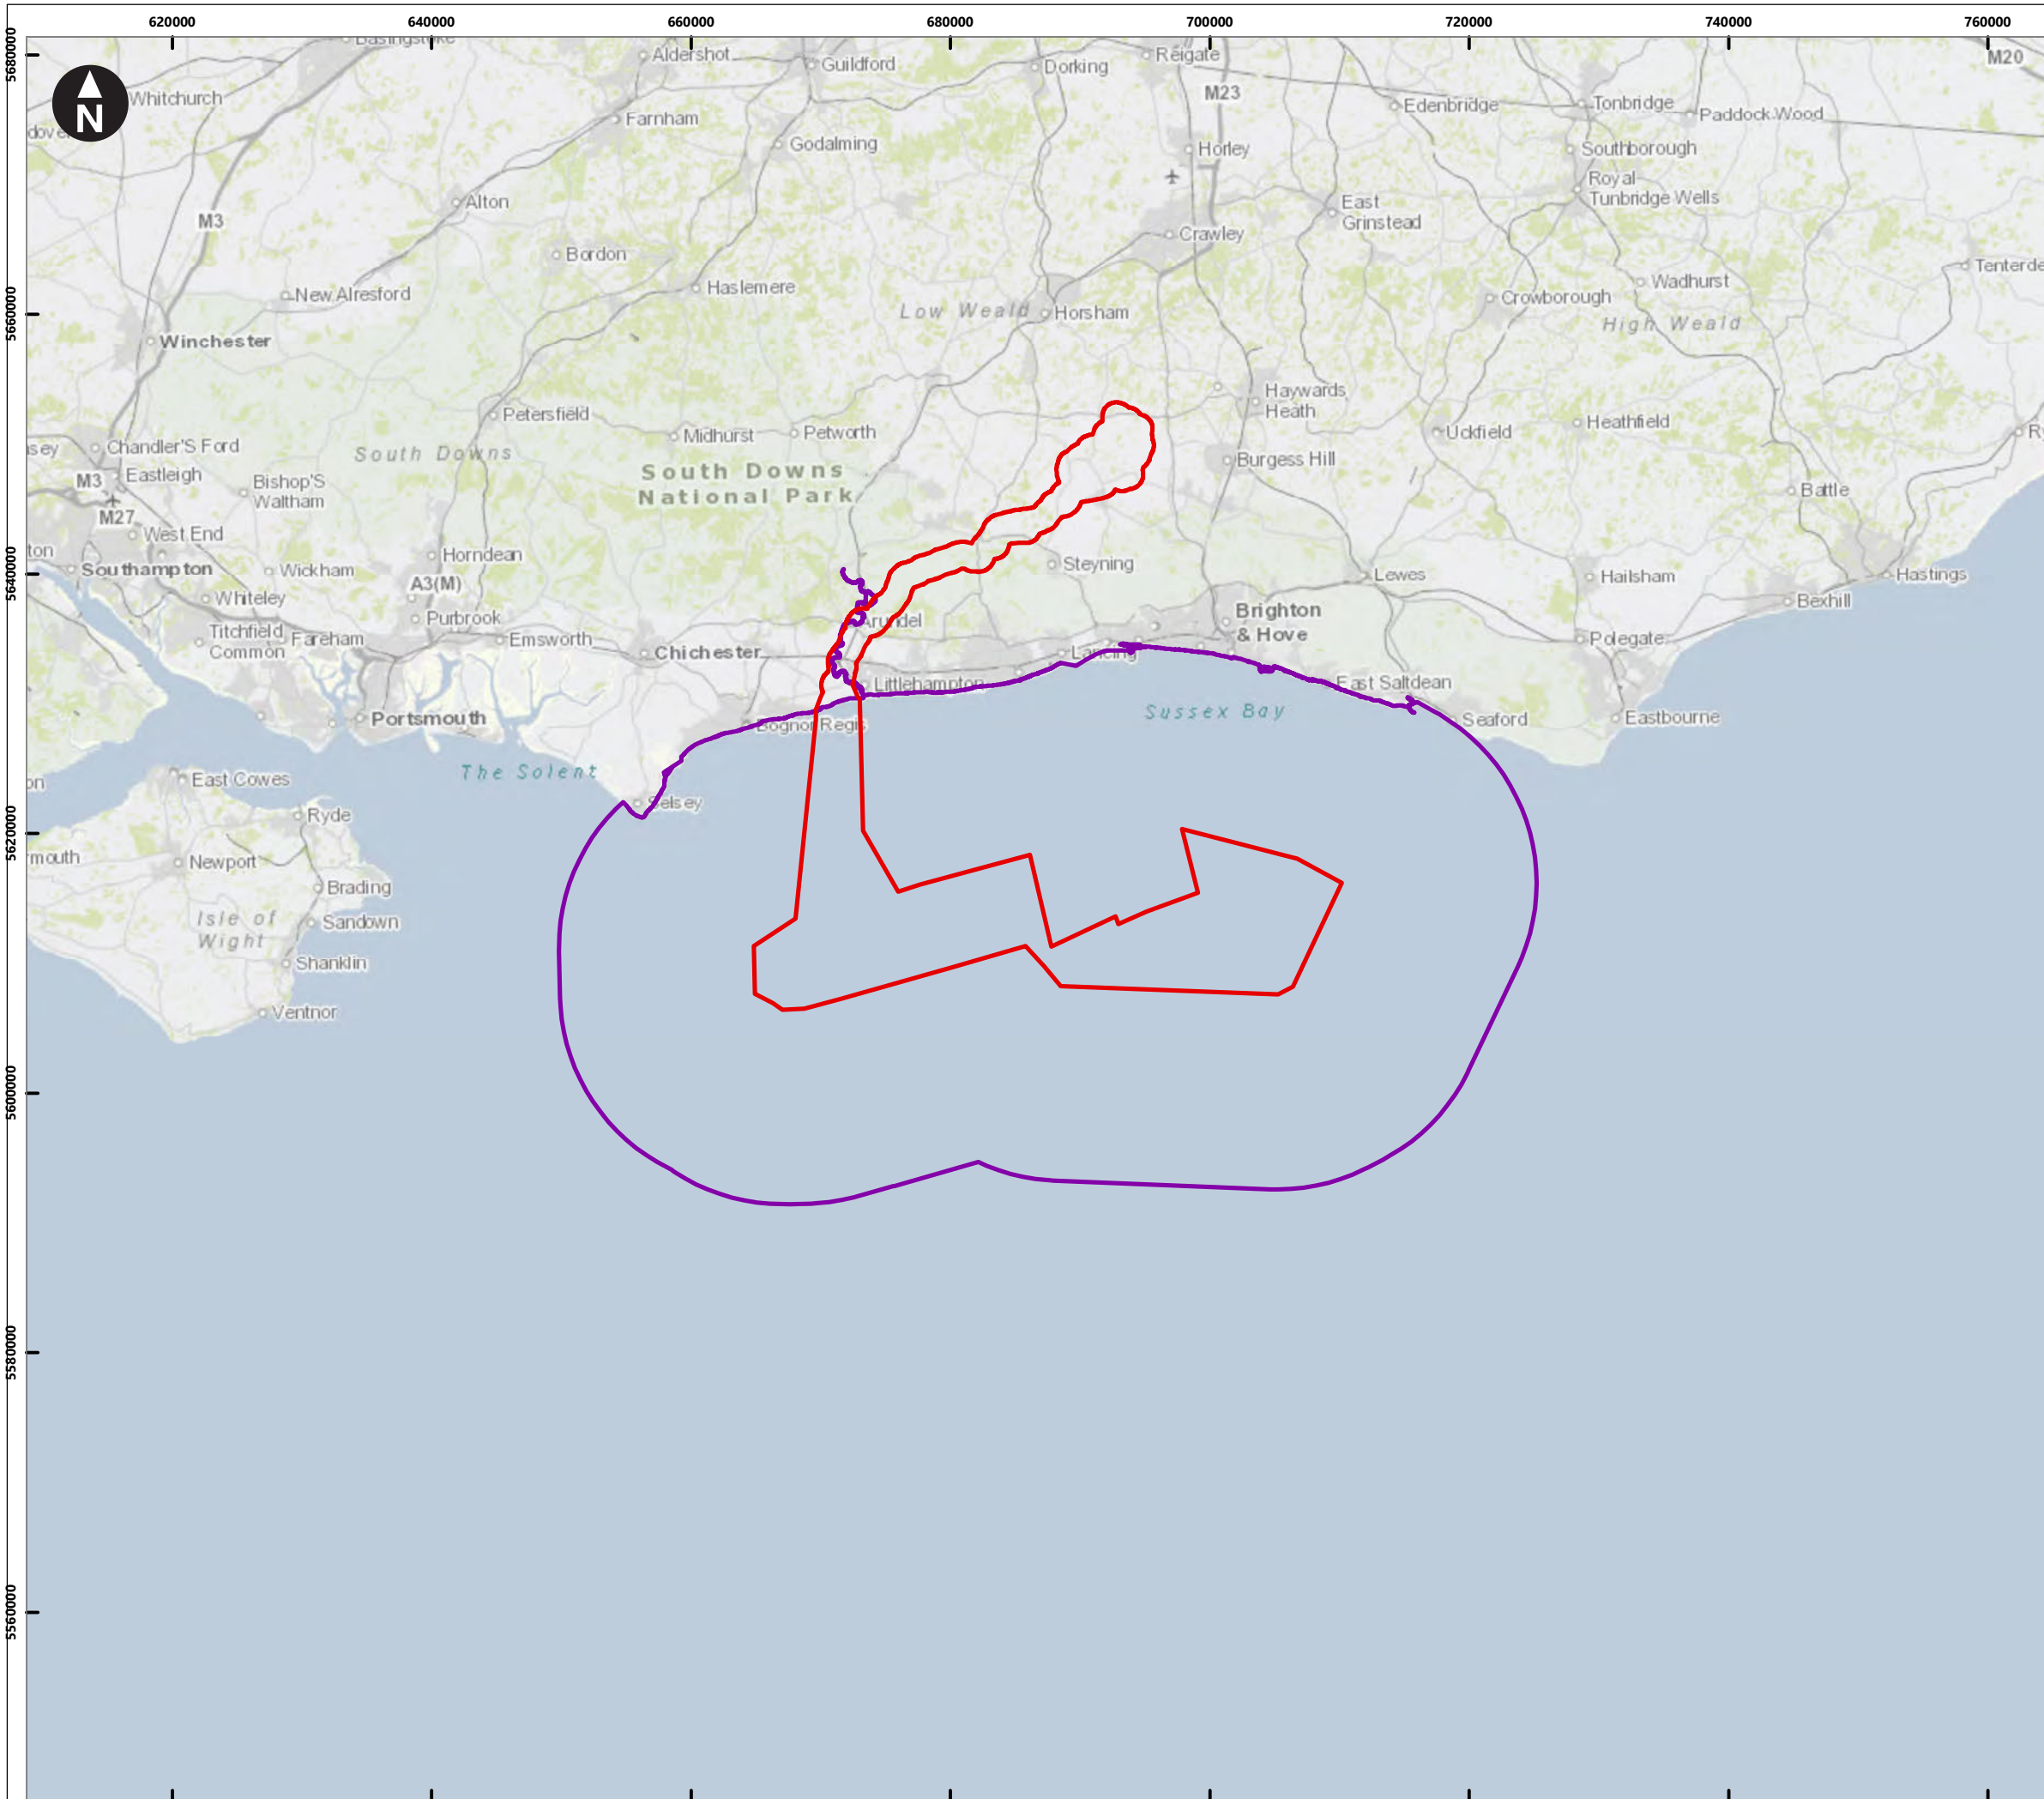 620000 640000 660000 680000 700000 720000 740000 760000
5680000
5660000
5640000
5620000
5600000
5580000
5560000
N
Basingstoke
Aldershot
Guildford
Dorking
Reigate
M20
Whitchurch
M23
Edenbridge
Tonbridge
Paddock Wood
Farnham
Godalming
Horley
Southborough
Royal
Tunbridge Wells
Alton
M3
East
Grinstead
Crawley
Bordon
Haslemere
New Alresford
Low Weald
Horsham
Crowborough
Wadhurst
Tenterde
High Weald
Winchester
Haywards
Heath
Petersfield
Midhurst
Petworth
Uckfield
Heathfield
Chandler'S Ford
South Downs
South Downs
National Park
Burgess Hill
Eastleigh
M3
Bishop'S
Waltham
Battle
M27
West End
Horndean
Steyning
Southampton
Wickham
A3(M)
Lewes
Hailsham
Hastings
Whiteley
Purbrook
Arundel
Brighton
& Hove
Bexhill
Titchfield
Common
Fareham
Emsworth
Chichester
Lancing
Polegate
Littlehampton
East Saltdean
Portsmouth
Bognor Regis
Sussex Bay
Seaford
Eastbourne
The Solent
East Cowes
Selsey
Ryde
Newport
Brading
Isle of
Wight
Sandown
Shanklin
Ventnor